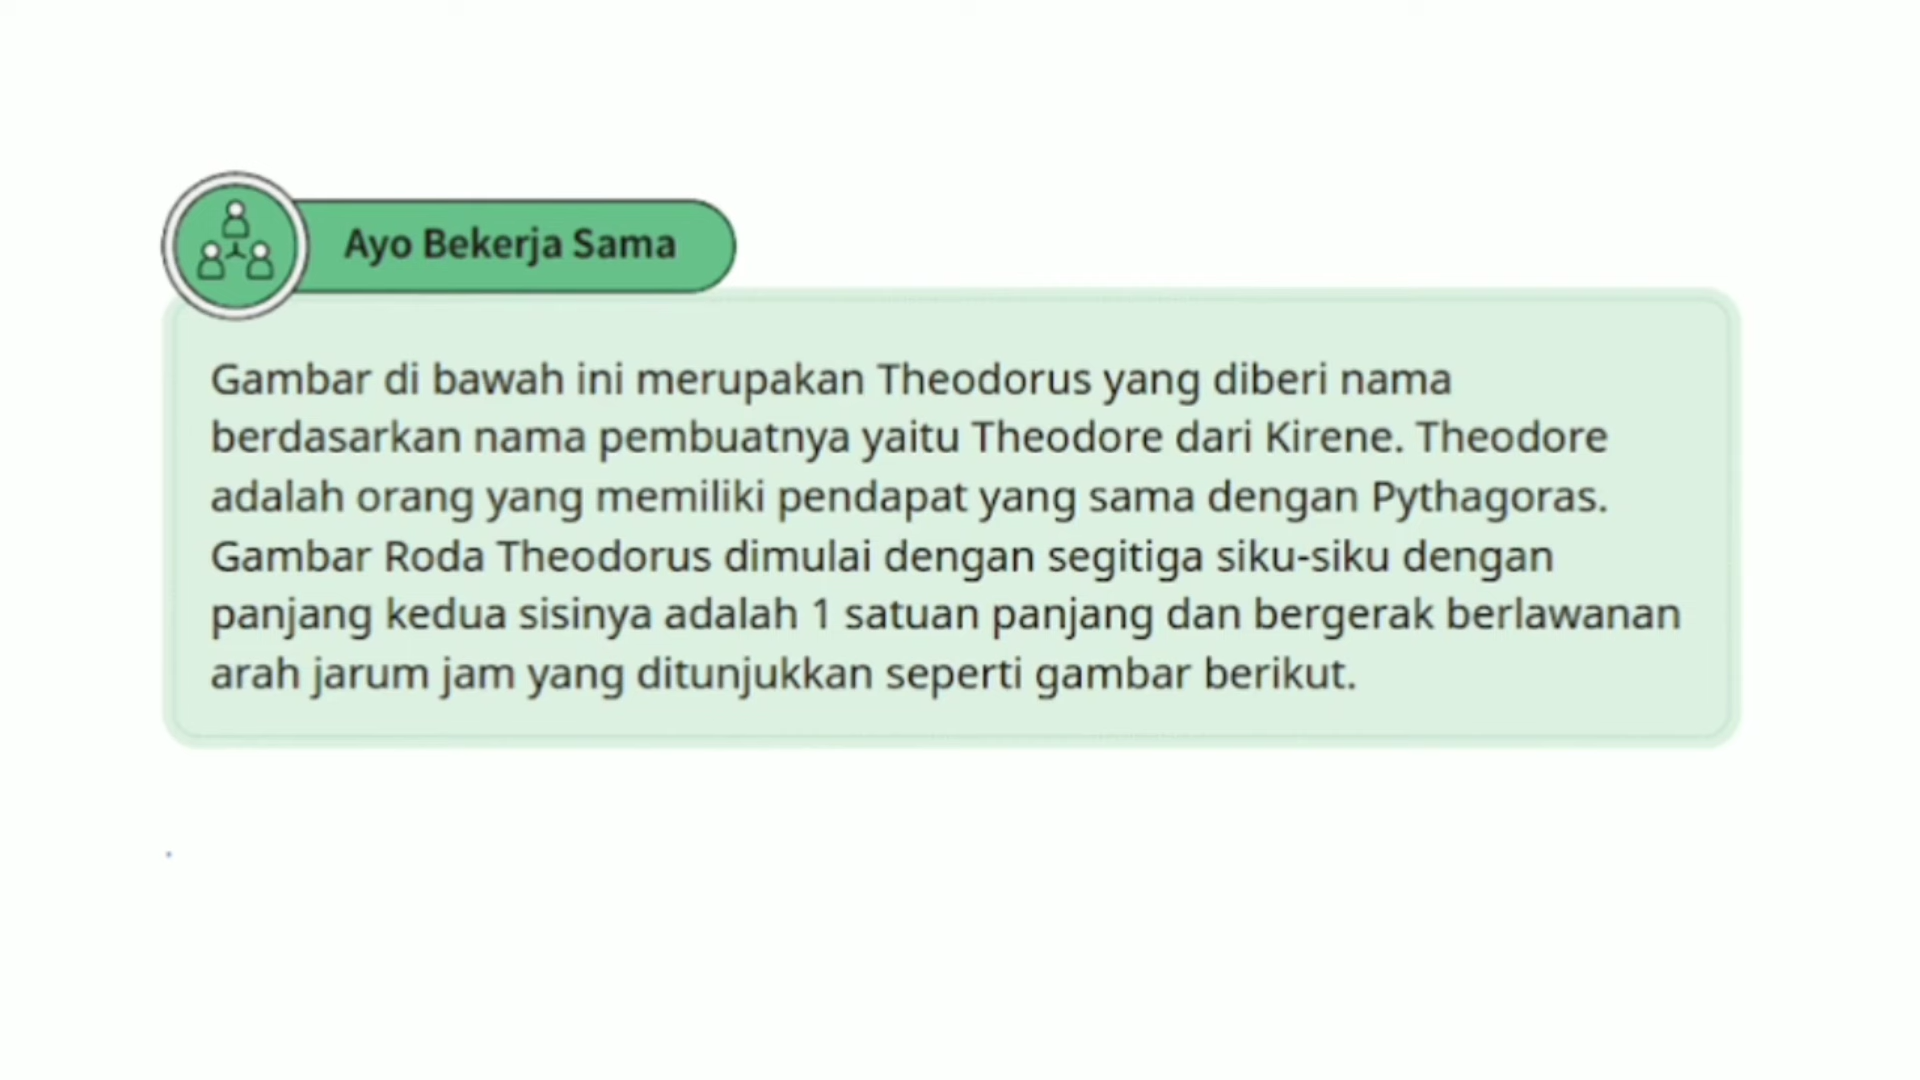 Ayo Bekerja Sama
Gambar di bawah ini merupakan Theodorus yang diberi nama
berdasarkan nama pembuatnya yaitu Theodore dari Kirene. Theodore
adalah orang yang memiliki pendapat yang sama dengan Pythagoras.
Gambar Roda Theodorus dimulai dengan segitiga siku-siku dengan
panjang kedua sisinya adalah 1 satuan panjang dan bergerak berlawanan
arah jarum jam yang ditunjukkan seperti gambar berikut.